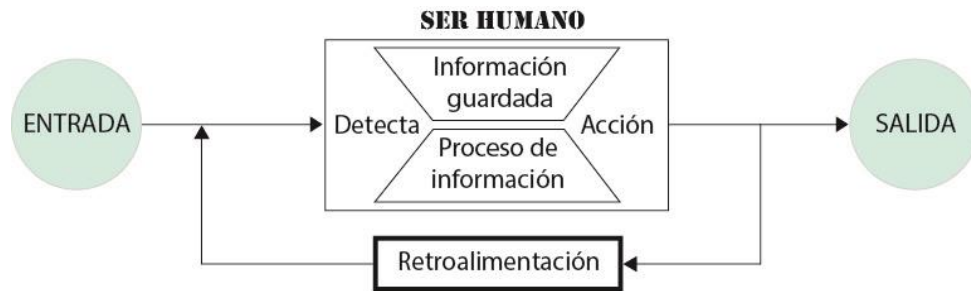 SER HUMANO
ENTRADA
Detecta
Información
guardada
Proceso de
información
Acción
SALIDA
Retroalimentación